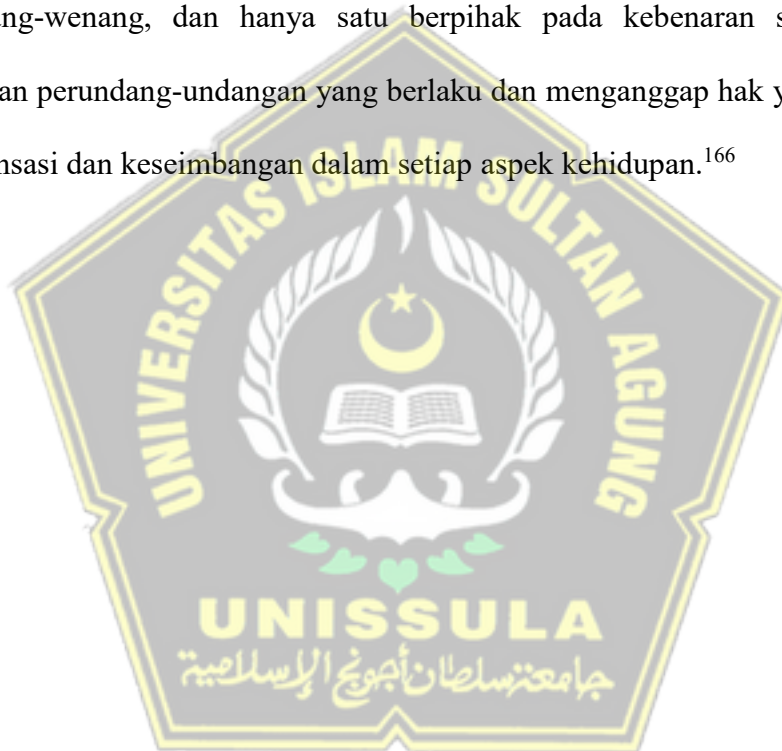 ang-wenang, dan hanya satu berpihak pada kebenaran s
an perundang-undangan yang berlaku dan menganggap hak y
nsasi dan keseimbangan dalam setiap aspek kehidupan.166
UNIVERSITAS ISLAM SULTAN AGUNG
UNISSULA
جامعة سلطان أجونج الإسلامية